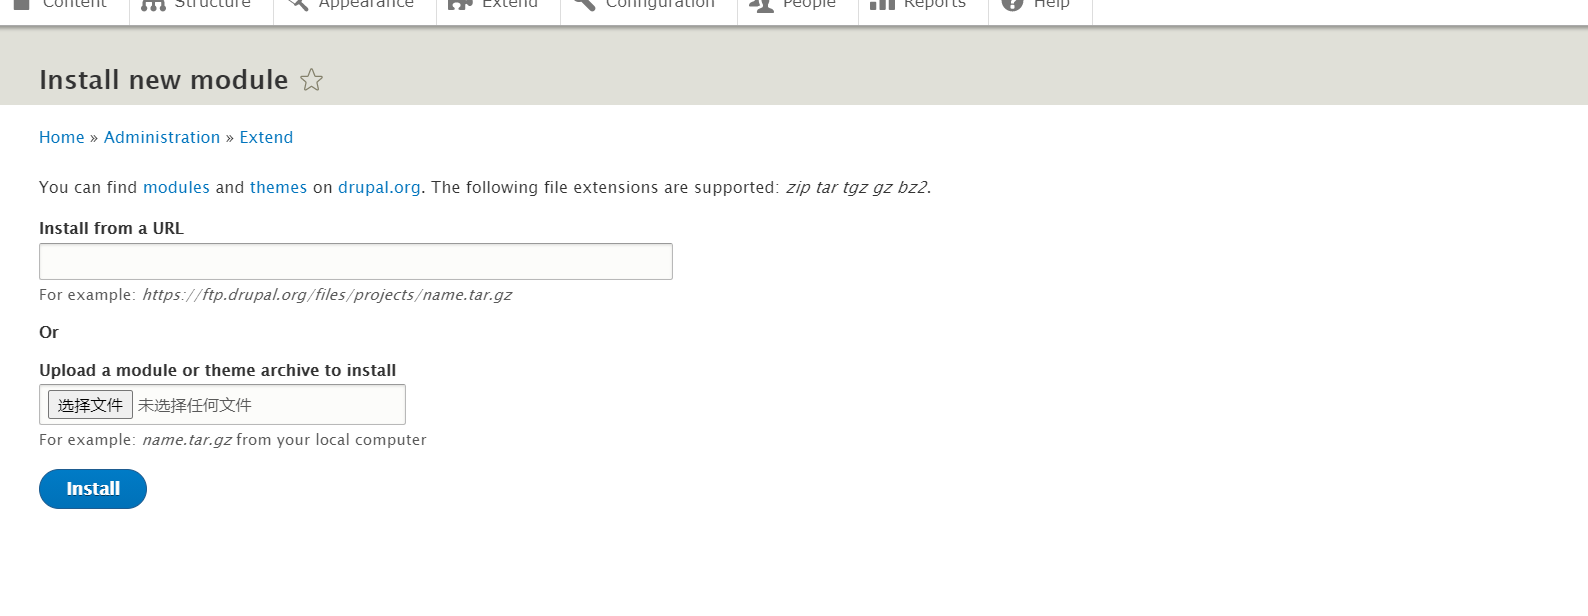 Content Structure Appearance Extend Configuration People Reports Help
Install new module
Home » Administration » Extend
You can find modules and themes on drupal.org. The following file extensions are supported: zip tar tgz gz bz2.
Install from a URL
For example: https://ftp.drupal.org/files/projects/name.tar.gz
Or
Upload a module or theme archive to install
选择文件 未选择任何文件
For example: name.tar.gz from your local computer
Install